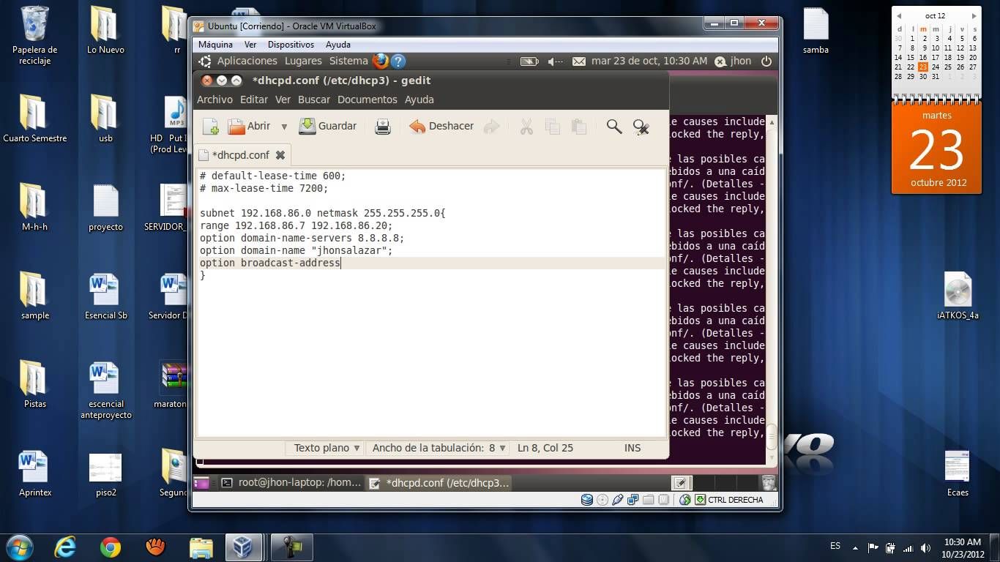 Papelera de
reciclaje
Lo Nuevo
rr
samba
Cuarto Semestre
usb
HD Put I
(Prod Lew
M-h-h
proyecto
SERVIDOR_
sample
Esencial Sb
Servidor D
Pistas
escencial
anteproyecto
maraton
Aprintex
piso2
Segund
iATKOS_4a
Ecaes
Ubuntu [Corriendo] - Oracle VM VirtualBox
Máquina Ver Dispositivos Ayuda
Aplicaciones Lugares Sistema
mar 23 de oct, 10:30 AM jhon
*dhcpd.conf (/etc/dhcp3) - gedit
Archivo Editar Ver Buscar Documentos Ayuda
Abrir Guardar Deshacer
*dhcpd.conf
# default-lease-time 600;
# max-lease-time 7200;
subnet 192.168.86.0 netmask 255.255.255.0{
range 192.168.86.7 192.168.86.20;
option domain-name-servers 8.8.8.8;
option domain-name "jhonsalazar";
option broadcast-address
}
Texto plano Ancho de la tabulación: 8 Ln 8, Col 25 INS
e causes include
locked the reply,
e las posibles ca
ebidos a una caíd
onf/. (Detalles -
e causes include
locked the reply,
e las posibles ca
ebidos a una caíd
onf/. (Detalles -
e causes include
locked the reply,
e las posibles ca
ebidos a una caíd
onf/. (Detalles -
e causes include
locked the reply,
e las posibles ca
ebidos a una caíd
onf/. (Detalles -
e causes include
locked the reply,
root@jhon-laptop: /hom...
*dhcpd.conf (/etc/dhcp3...
CTRL DERECHA
oct 12
d l m m j v s
30 1 2 3 4 5 6
7 8 9 10 11 12 13
14 15 16 17 18 19 20
21 22 23 24 25 26 27
28 29 30 31 1 2 3
martes
23
octubre 2012
ES
10:30 AM
10/23/2012